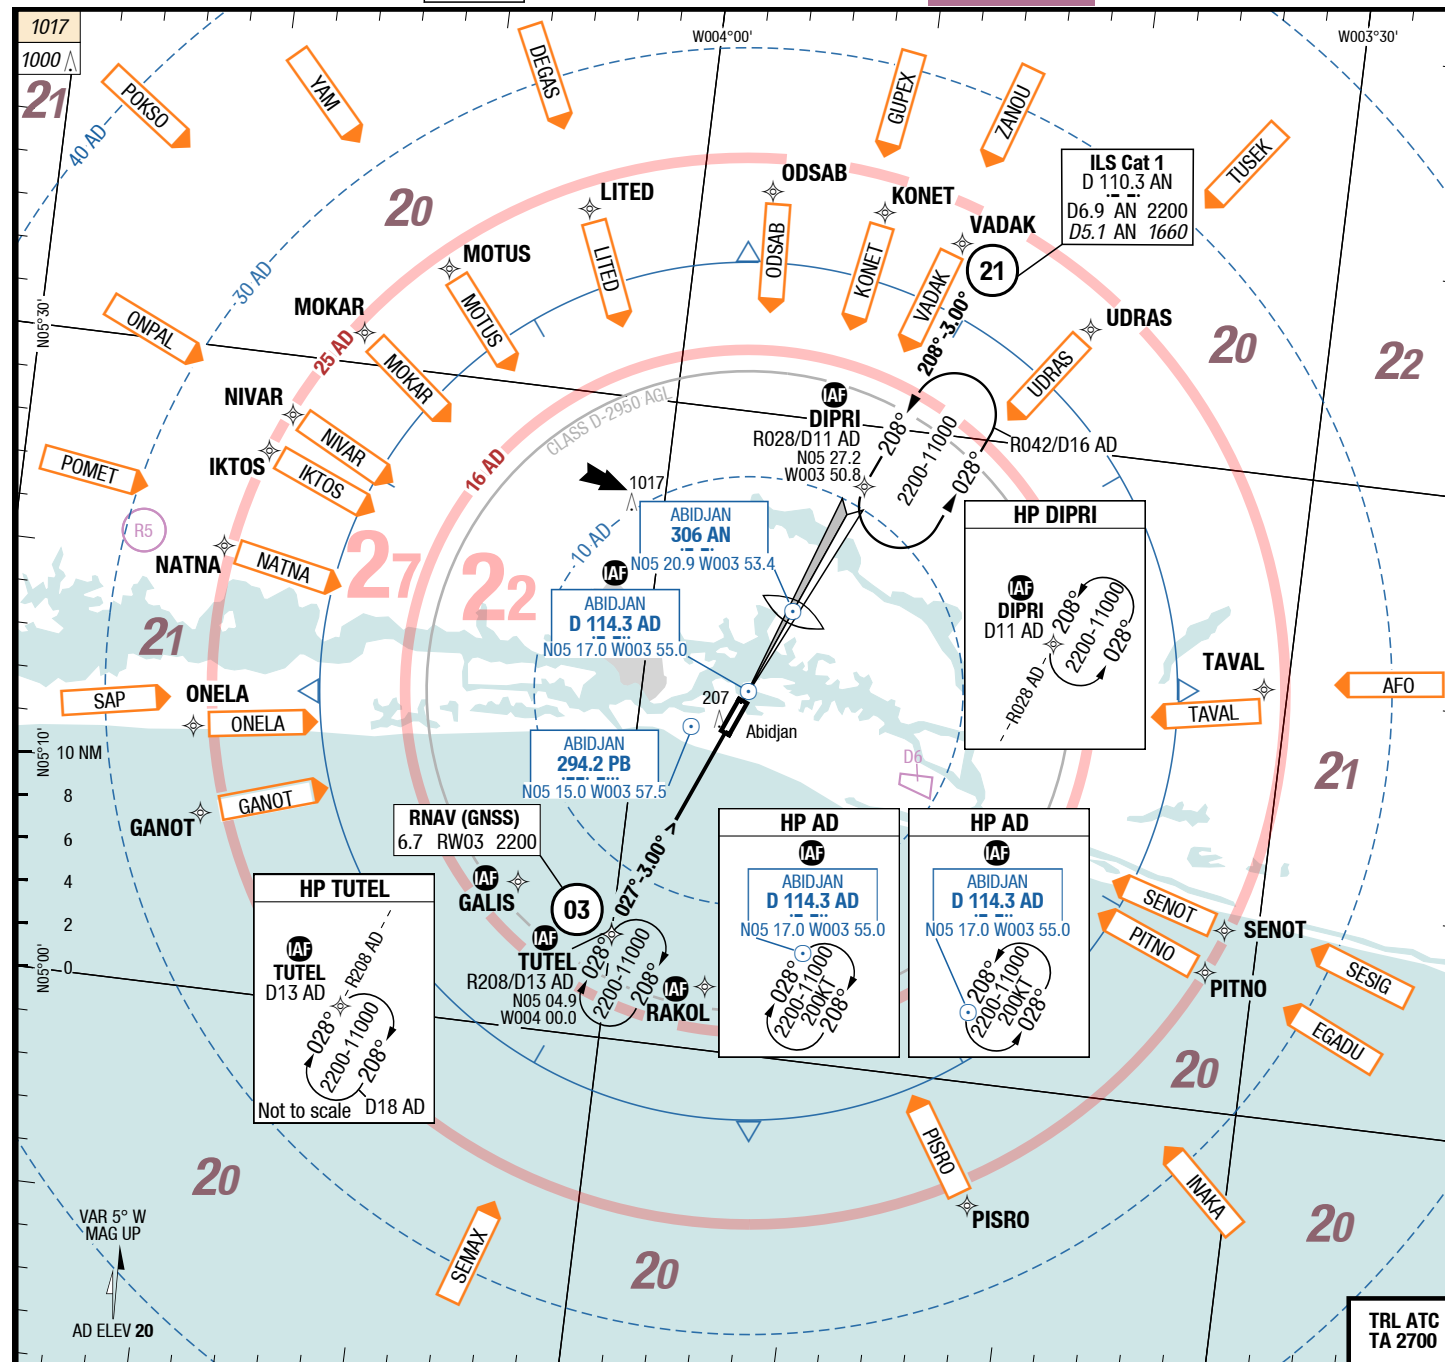 1017
1000
W004°00'
W003°30'
21
POKSO
YAM
DEGAS
GUPEX
ZANOU
TUSEK
40 AD
ILS Cat 1
D 110.3 AN
D6.9 AN 2200
D5.1 AN 1660
20
LITED
ODSAB
KONET
VADAK
21
MOTUS
30 AD
LITED
ODSAB
KONET
VADAK
208°-3.00°
N05°30'
ONPAL
MOKAR
25 AD
MOTUS
MOKAR
UDRAS
UDRAS
20
22
NIVAR
NIVAR
CLASS D-2950 AGL
IAF
DIPRI
R028/D11 AD
N05 27.2
W003 50.8
208°
2200-11000
028°
R042/D16 AD
POMET
IKTOS
IKTOS
16 AD
1017
R5
NATNA
NATNA
27
22
10 AD
ABIDJAN
306 AN
N05 20.9 W003 53.4
IAF
ABIDJAN
D 114.3 AD
N05 17.0 W003 55.0
HP DIPRI
IAF
DIPRI
D11 AD
208°
2200-11000
028°
R028 AD
21
SAP
ONELA
ONELA
TAVAL
TAVAL
AFO
207
Abidjan
N05°10'
10 NM
8
6
4
2
0
ABIDJAN
294.2 PB
N05 15.0 W003 57.5
D6
21
GANOT
GANOT
RNAV (GNSS)
6.7 RW03 2200
027°-3.00° >
HP AD
IAF
ABIDJAN
D 114.3 AD
N05 17.0 W003 55.0
028°
2200-11000
200KT
208°
HP AD
IAF
ABIDJAN
D 114.3 AD
N05 17.0 W003 55.0
208°
2200-11000
200KT
028°
HP TUTEL
IAF
TUTEL
D13 AD
R208 AD
028°
2200-11000
208°
Not to scale
D18 AD
IAF
GALIS
03
IAF
TUTEL
R208/D13 AD
N05 04.9
W004 00.0
028°
2200-11000
208°
IAF
RAKOL
SENOT
SENOT
PITNO
PITNO
SESIG
EGADU
N05°00'
20
20
PISRO
PISRO
INAKA
20
SEMAX
20
VAR 5° W
MAG UP
AD ELEV 20
TRL ATC
TA 2700